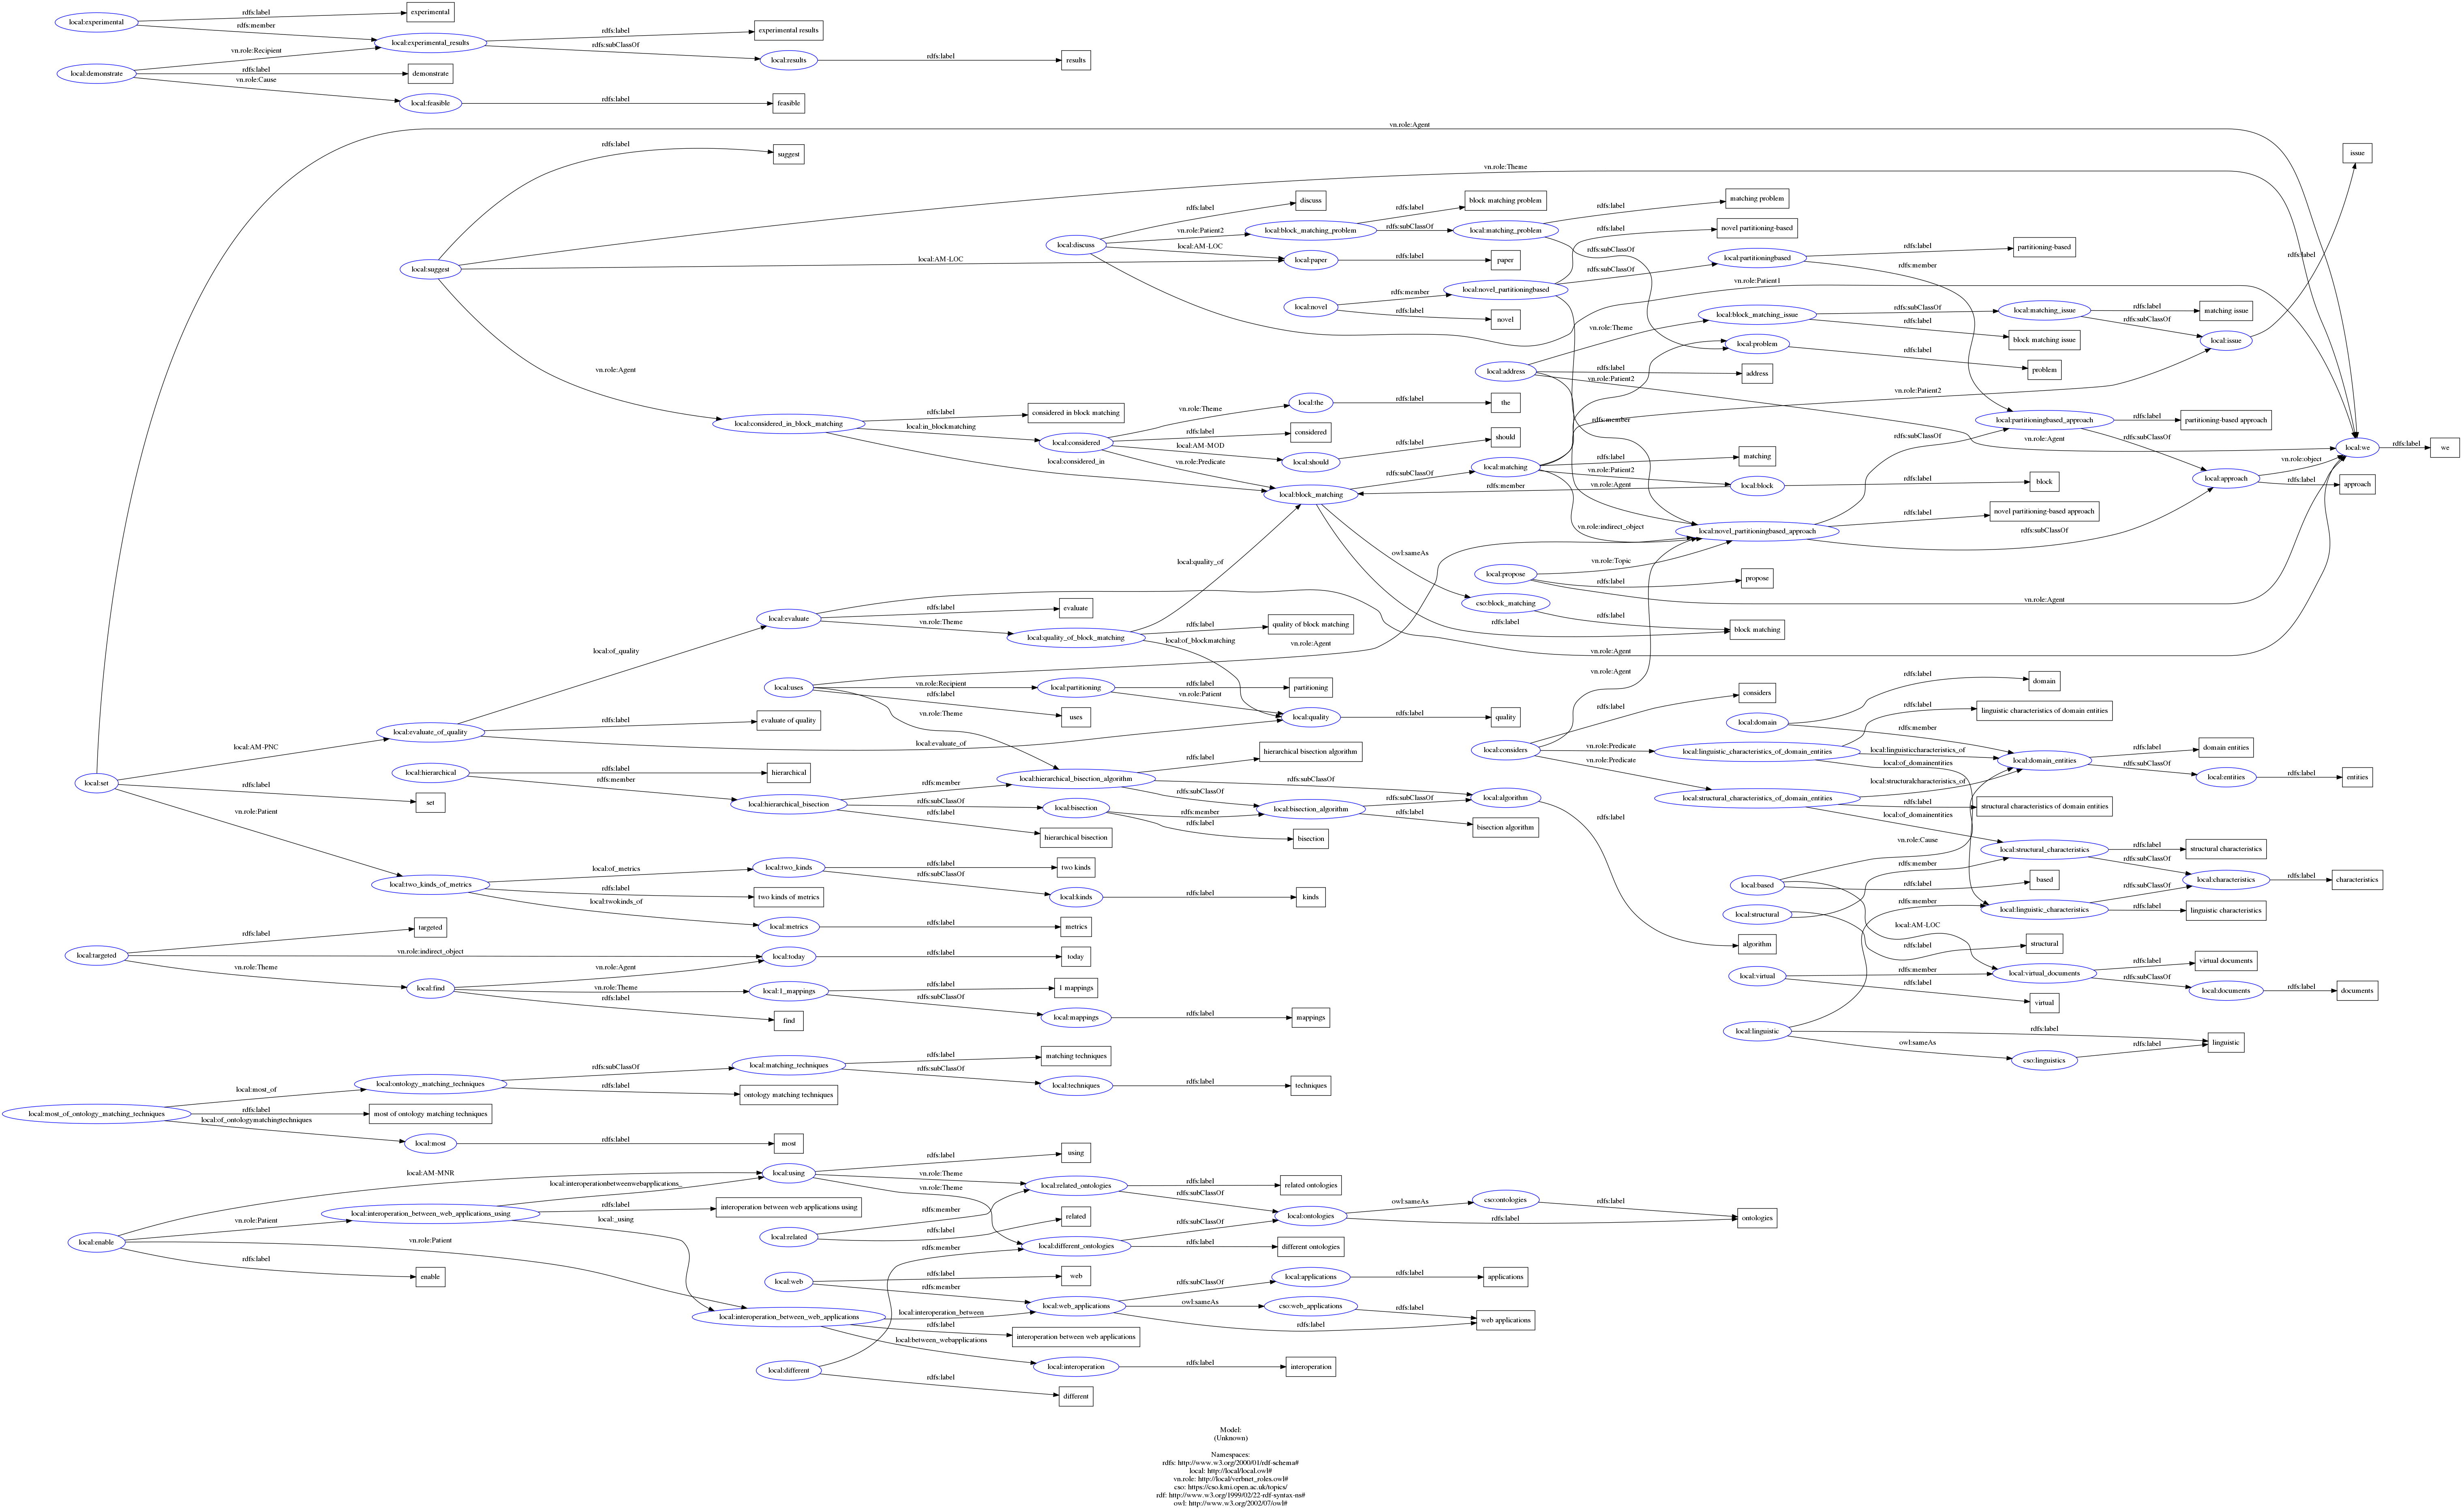 local:experimental
rdfs:label
experimental
rdfs:member
local:experimental_results
rdfs:label
experimental results
rdfs:subClassOf
local:results
rdfs:label
results
vn.role:Recipient
local:demonstrate
rdfs:label
demonstrate
vn.role:Cause
local:feasible
rdfs:label
feasible
vn.role:Agent
rdfs:label
suggest
vn.role:Theme
issue
local:suggest
local:AM-LOC
vn.role:Agent
local:discuss
rdfs:label
discuss
vn.role:Patient2
local:block_matching_problem
rdfs:label
block matching problem
rdfs:subClassOf
local:matching_problem
rdfs:label
matching problem
local:AM-LOC
local:paper
rdfs:label
paper
rdfs:label
novel partitioning-based
rdfs:subClassOf
local:novel
rdfs:member
local:novel_partitioningbased
rdfs:subClassOf
local:partitioningbased
rdfs:label
partitioning-based
rdfs:member
rdfs:label
novel
vn.role:Patient1
rdfs:label
vn.role:Theme
local:block_matching_issue
rdfs:subClassOf
local:matching_issue
rdfs:label
matching issue
rdfs:label
block matching issue
rdfs:subClassOf
local:issue
local:problem
rdfs:label
problem
local:address
rdfs:label
address
vn.role:Patient2
vn.role:Patient2
local:considered_in_block_matching
rdfs:label
considered in block matching
local:in_blockmatching
local:considered
local:considered_in
vn.role:Theme
local:the
rdfs:label
the
rdfs:label
considered
local:AM-MOD
local:should
rdfs:label
should
vn.role:Predicate
rdfs:member
rdfs:subClassOf
local:partitioningbased_approach
rdfs:label
partitioning-based approach
vn.role:Agent
rdfs:subClassOf
local:we
rdfs:label
we
local:block_matching
rdfs:subClassOf
local:matching
rdfs:label
matching
vn.role:Patient2
local:block
rdfs:label
block
rdfs:member
vn.role:Agent
vn.role:indirect_object
local:approach
vn.role:object
rdfs:label
approach
local:novel_partitioningbased_approach
rdfs:label
novel partitioning-based approach
rdfs:subClassOf
owl:sameAs
local:quality_of
local:propose
vn.role:Topic
rdfs:label
propose
vn.role:Agent
cso:block_matching
rdfs:label
rdfs:label
block matching
local:evaluate
rdfs:label
evaluate
vn.role:Theme
local:quality_of_block_matching
rdfs:label
quality of block matching
local:of_blockmatching
vn.role:Agent
vn.role:Agent
vn.role:Agent
local:of_quality
local:uses
vn.role:Recipient
local:partitioning
rdfs:label
partitioning
rdfs:label
uses
vn.role:Patient
local:quality
rdfs:label
quality
vn.role:Theme
local:AM-PNC
local:evaluate_of_quality
rdfs:label
evaluate of quality
local:evaluate_of
local:considers
rdfs:label
considers
vn.role:Predicate
local:linguistic_characteristics_of_domain_entities
vn.role:Predicate
local:structural_characteristics_of_domain_entities
local:domain
rdfs:label
domain
rdfs:label
linguistic characteristics of domain entities
rdfs:member
local:linguisticcharacteristics_of
local:of_domainentities
local:domain_entities
rdfs:label
domain entities
rdfs:subClassOf
local:entities
rdfs:label
entities
local:structuralcharacteristics_of
rdfs:label
structural characteristics of domain entities
local:of_domainentities
local:set
rdfs:label
set
vn.role:Patient
local:hierarchical
rdfs:label
hierarchical
rdfs:member
local:hierarchical_bisection
rdfs:member
local:hierarchical_bisection_algorithm
rdfs:label
hierarchical bisection algorithm
rdfs:subClassOf
rdfs:subClassOf
rdfs:subClassOf
local:bisection
rdfs:member
local:bisection_algorithm
rdfs:subClassOf
local:algorithm
rdfs:label
bisection algorithm
rdfs:label
hierarchical bisection
rdfs:label
bisection
rdfs:label
algorithm
local:two_kinds_of_metrics
local:of_metrics
local:two_kinds
rdfs:label
two kinds
rdfs:subClassOf
local:kinds
rdfs:label
kinds
rdfs:label
two kinds of metrics
local:twokinds_of
local:metrics
rdfs:label
metrics
vn.role:Cause
local:based
rdfs:label
based
local:AM-LOC
rdfs:member
local:structural_characteristics
rdfs:label
structural characteristics
rdfs:subClassOf
local:characteristics
rdfs:label
characteristics
rdfs:subClassOf
rdfs:member
local:linguistic_characteristics
rdfs:label
linguistic characteristics
local:structural
rdfs:label
structural
local:virtual
rdfs:member
local:virtual_documents
rdfs:label
virtual documents
rdfs:subClassOf
local:documents
rdfs:label
documents
rdfs:label
virtual
local:linguistic
rdfs:label
linguistic
owl:sameAs
cso:linguistics
rdfs:label
local:targeted
rdfs:label
targeted
vn.role:indirect_object
vn.role:Theme
local:find
vn.role:Agent
local:today
rdfs:label
today
vn.role:Theme
local:1_mappings
rdfs:label
1 mappings
rdfs:subClassOf
local:mappings
rdfs:label
mappings
rdfs:label
find
local:most_of_ontology_matching_techniques
local:most_of
local:ontology_matching_techniques
rdfs:subClassOf
local:matching_techniques
rdfs:label
matching techniques
rdfs:subClassOf
local:techniques
rdfs:label
techniques
rdfs:label
ontology matching techniques
rdfs:label
most of ontology matching techniques
local:of_ontologymatchingtechniques
local:most
rdfs:label
most
local:enable
local:AM-MNR
vn.role:Patient
local:interoperation_between_web_applications_using
local:interoperationbetweenwebapplications_
rdfs:label
interoperation between web applications using
local:_using
vn.role:Patient
rdfs:label
enable
local:using
rdfs:label
using
vn.role:Theme
vn.role:Theme
local:related_ontologies
rdfs:label
related ontologies
rdfs:subClassOf
local:related
rdfs:member
rdfs:label
related
local:ontologies
owl:sameAs
cso:ontologies
rdfs:label
rdfs:label
ontologies
local:different_ontologies
rdfs:subClassOf
rdfs:label
different ontologies
rdfs:member
local:web
rdfs:label
web
rdfs:member
local:web_applications
rdfs:subClassOf
local:applications
rdfs:label
applications
owl:sameAs
cso:web_applications
rdfs:label
rdfs:label
web applications
local:interoperation_between_web_applications
local:interoperation_between
rdfs:label
interoperation between web applications
local:between_webapplications
local:interoperation
rdfs:label
interoperation
local:different
rdfs:label
different
Model:
(Unknown)
Namespaces:
rdfs: http://www.w3.org/2000/01/rdf-schema#
local: http://local/local.owl#
vn.role: http://local/verbnet_roles.owl#
cso: https://cso.kmi.open.ac.uk/topics/
rdf: http://www.w3.org/1999/02/22-rdf-syntax-ns#
owl: http://www.w3.org/2002/07/owl#